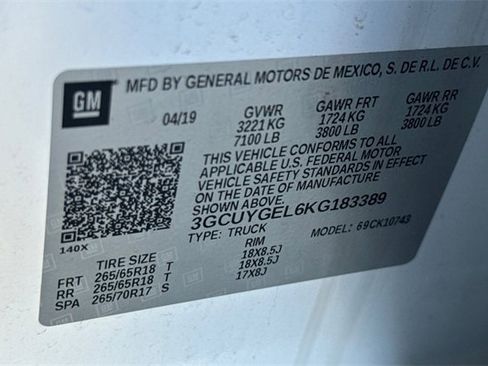 GM
MFD BY GENERAL MOTORS DE MEXICO, S. DE R.L. DE C.V.
04/19 GVWR GAWR FRT GAWR RR
3221 KG 1724 KG 1724 KG
7100 LB 3800 LB 3800 LB
THIS VEHICLE CONFORMS TO ALL
APPLICABLE U.S. FEDERAL MOTOR
VEHICLE SAFETY STANDARDS IN EFFECT
ON THE DATE OF MANUFACTURE
SHOWN ABOVE.
3GCUYGEL6KG183389
TYPE: TRUCK MODEL: 69CK10743
140X
TIRE SIZE RIM
FRT 265/65R18 T 18X8.5J
RR 265/65R18 T 18X8.5J
SPA 265/70R17 S 17X8J